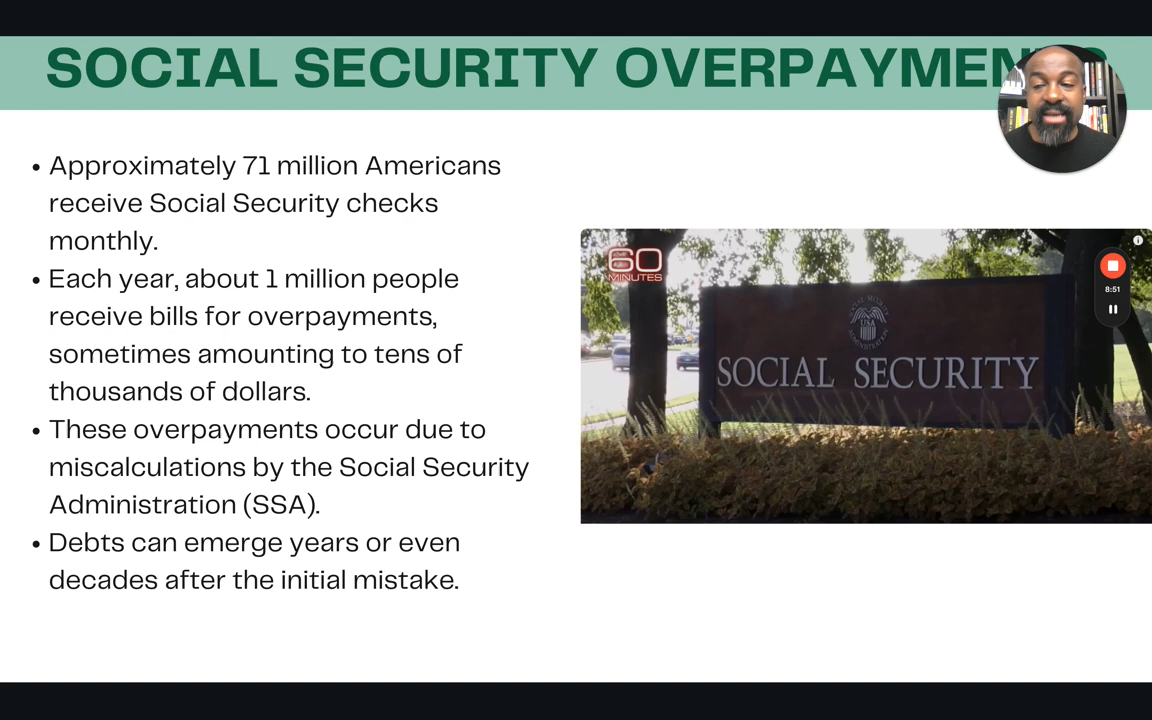 SOCIAL SECURITY
• Approximately 71 million Americans
receive Social Security checks
monthly.
• Each year, about 1 million people
receive bills for overpayments,
sometimes amounting to tens of
thousands of dollars.
• These overpayments occur due to
miscalculations by the Social Security
Administration (SSA).
• Debts can emerge years or even
decades after the initial mistake.
60
MINUTES
USA
SOCIAL SECURITY
8:51